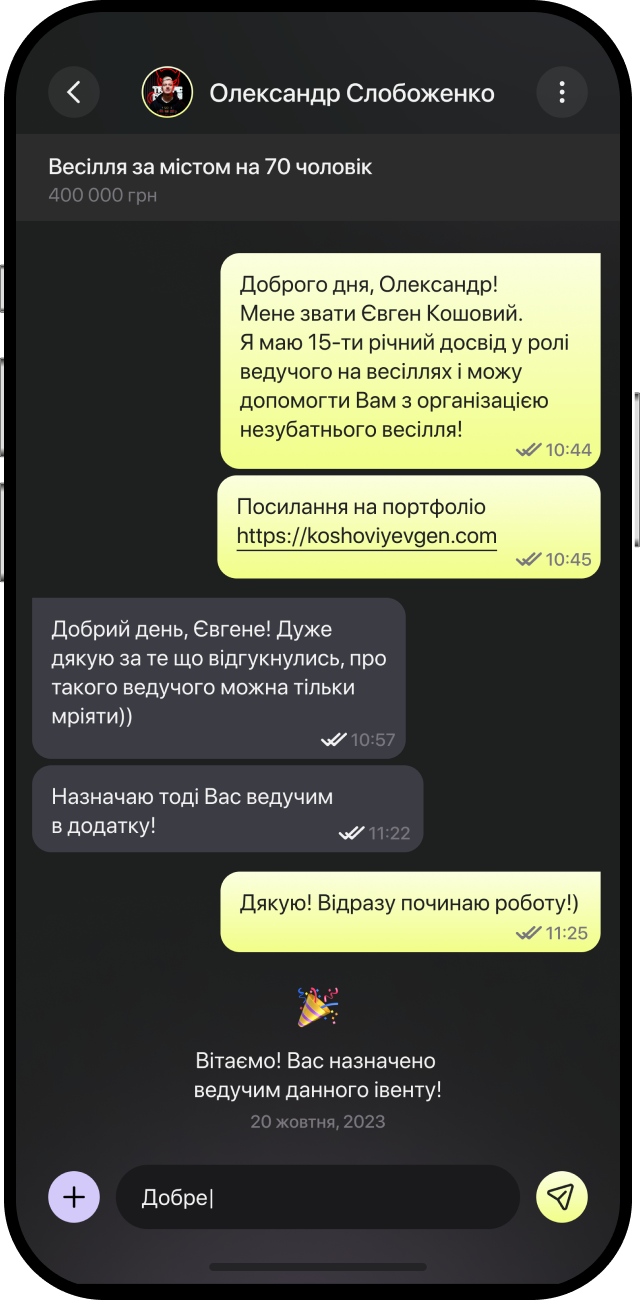 Олександр Слобоженко
Весілля за містом на 70 чоловік
400 000 грн
Доброго дня, Олександр!
Мене звати Євген Кошовий.
Я маю 15-ти річний досвід у ролі
ведучого на весіллях і можу
допомогти Вам з організацією
незубатнього весілля!
10:44
Посилання на портфоліо
https://koshoviyevgen.com
10:45
Добрий день, Євгене! Дуже
дякую за те що відгукнулись, про
такого ведучого можна тільки
мріяти))
10:57
Назначаю тоді Вас ведучим
в додатку!
11:22
Дякую! Відразу починаю роботу!)
11:25
Вітаємо! Вас назначено
ведучим данного івенту!
20 жовтня, 2023
Добре